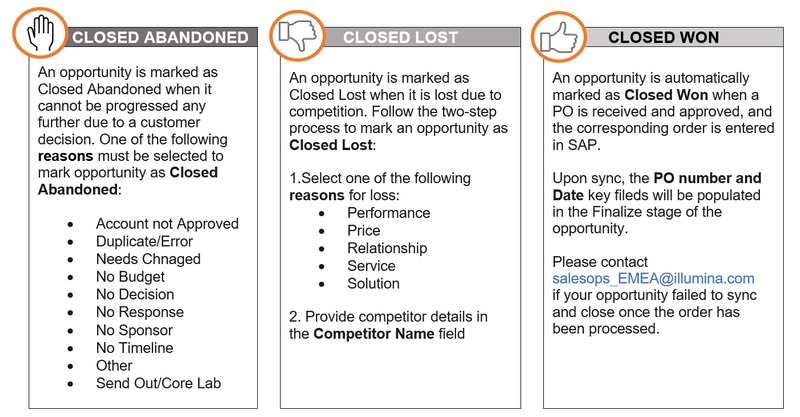 CLOSED ABANDONED
An opportunity is marked as
Closed Abandoned when it
cannot be progressed any
further due to a customer
decision. One of the following
reasons must be selected to
mark opportunity as Closed
Abandoned:
• Account not Approved
• Duplicate/Error
• Needs Chnaged
• No Budget
• No Decision
• No Response
• No Sponsor
• No Timeline
• Other
• Send Out/Core Lab
CLOSED LOST
An opportunity is marked as
Closed Lost when it is lost due to
competition. Follow the two-step
process to mark an opportunity as
Closed Lost:
1.Select one of the following
reasons for loss:
• Performance
• Price
• Relationship
• Service
• Solution
2. Provide competitor details in
the Competitor Name field
CLOSED WON
An opportunity is automatically
marked as Closed Won when a
PO is received and approved, and
the corresponding order is entered
in SAP.
Upon sync, the PO number and
Date key fileds will be populated
in the Finalize stage of the
opportunity.
Please contact
salesops_EMEA@illumina.com
if your opportunity failed to sync
and close once the order has
been processed.